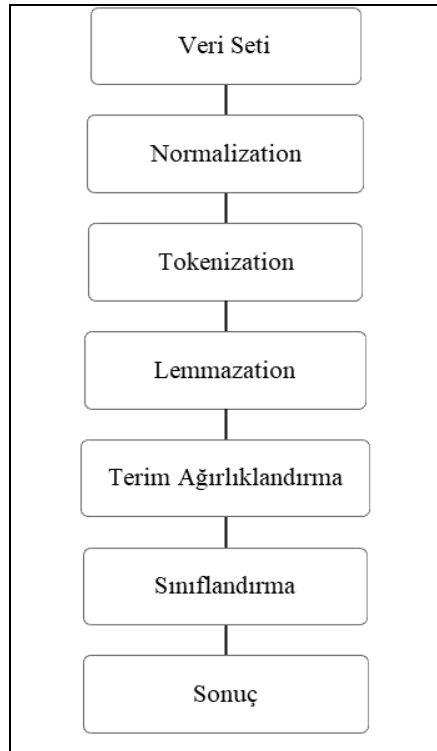 Veri Seti
Normalization
Tokenization
Lemmazation
Terim Ağırlıklandırma
Sınıflandırma
Sonuç